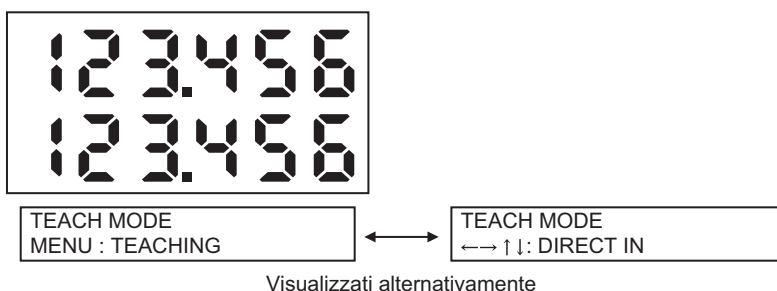 123.456
123.456
TEACH MODE
MENU : TEACHING
TEACH MODE
←→↑↓: DIRECT IN
Visualizzati alternativamente